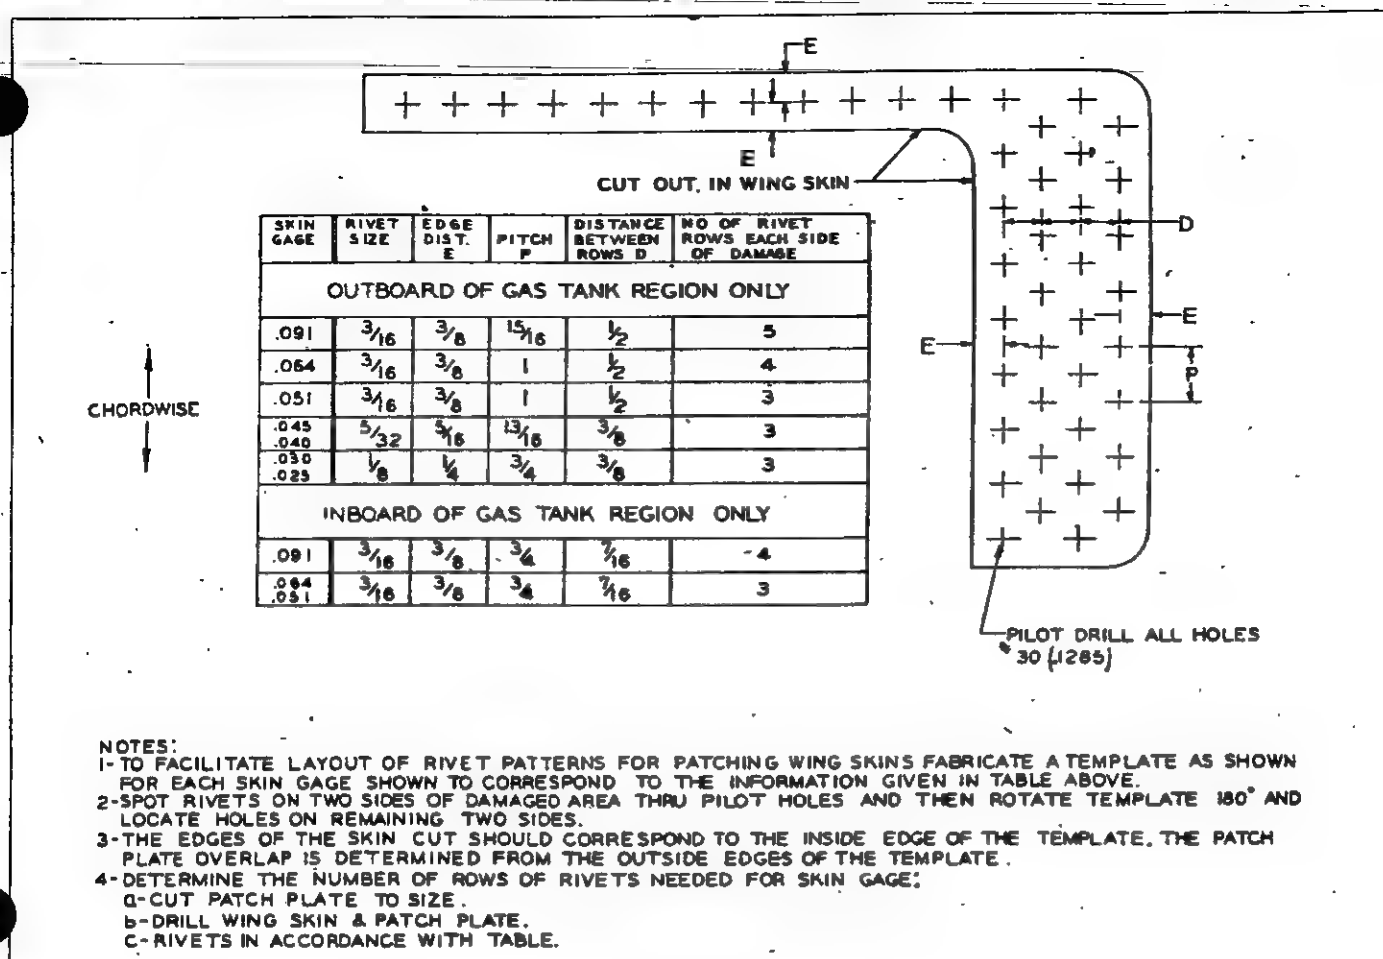 E
E
CUT OUT, IN WING SKIN
D
E
E
P
CHORDWISE
SKIN GAGE RIVET SIZE EDGE DIST. E PITCH P DISTANCE BETWEEN ROWS D NO OF RIVET ROWS EACH SIDE OF DAMAGE
OUTBOARD OF GAS TANK REGION ONLY
.091 3/16 3/8 15/16 1/2 5
.064 3/16 3/8 1 1/2 4
.051 3/16 3/8 1 1/2 3
.045 .040 5/32 5/16 13/16 3/8 3
.030 .025 1/8 1/4 3/4 3/8 3
INBOARD OF GAS TANK REGION ONLY
.091 3/16 3/8 3/4 7/16 4
.064 .051 3/16 3/8 3/4 7/16 3
PILOT DRILL ALL HOLES
#30 (.1285)
NOTES:
1-TO FACILITATE LAYOUT OF RIVET PATTERNS FOR PATCHING WING SKINS FABRICATE A TEMPLATE AS SHOWN
FOR EACH SKIN GAGE SHOWN TO CORRESPOND TO THE INFORMATION GIVEN IN TABLE ABOVE.
2-SPOT RIVETS ON TWO SIDES OF DAMAGED AREA THRU PILOT HOLES AND THEN ROTATE TEMPLATE 180° AND
LOCATE HOLES ON REMAINING TWO SIDES.
3-THE EDGES OF THE SKIN CUT SHOULD CORRESPOND TO THE INSIDE EDGE OF THE TEMPLATE. THE PATCH
PLATE OVERLAP IS DETERMINED FROM THE OUTSIDE EDGES OF THE TEMPLATE.
4-DETERMINE THE NUMBER OF ROWS OF RIVETS NEEDED FOR SKIN GAGE:
a-CUT PATCH PLATE TO SIZE.
b-DRILL WING SKIN & PATCH PLATE.
C-RIVETS IN ACCORDANCE WITH TABLE.